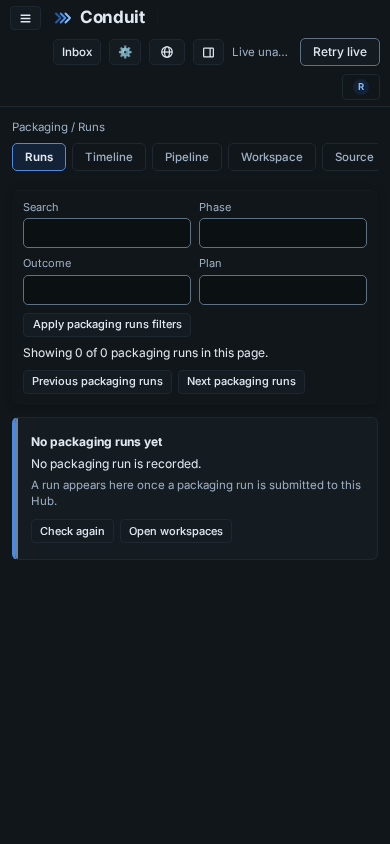 Conduit
Inbox
Live una...
Retry live
R
Packaging / Runs
Runs
Timeline
Pipeline
Workspace
Source
Search
Phase
Outcome
Plan
Apply packaging runs filters
Showing 0 of 0 packaging runs in this page.
Previous packaging runs
Next packaging runs
No packaging runs yet
No packaging run is recorded.
A run appears here once a packaging run is submitted to this
Hub.
Check again
Open workspaces